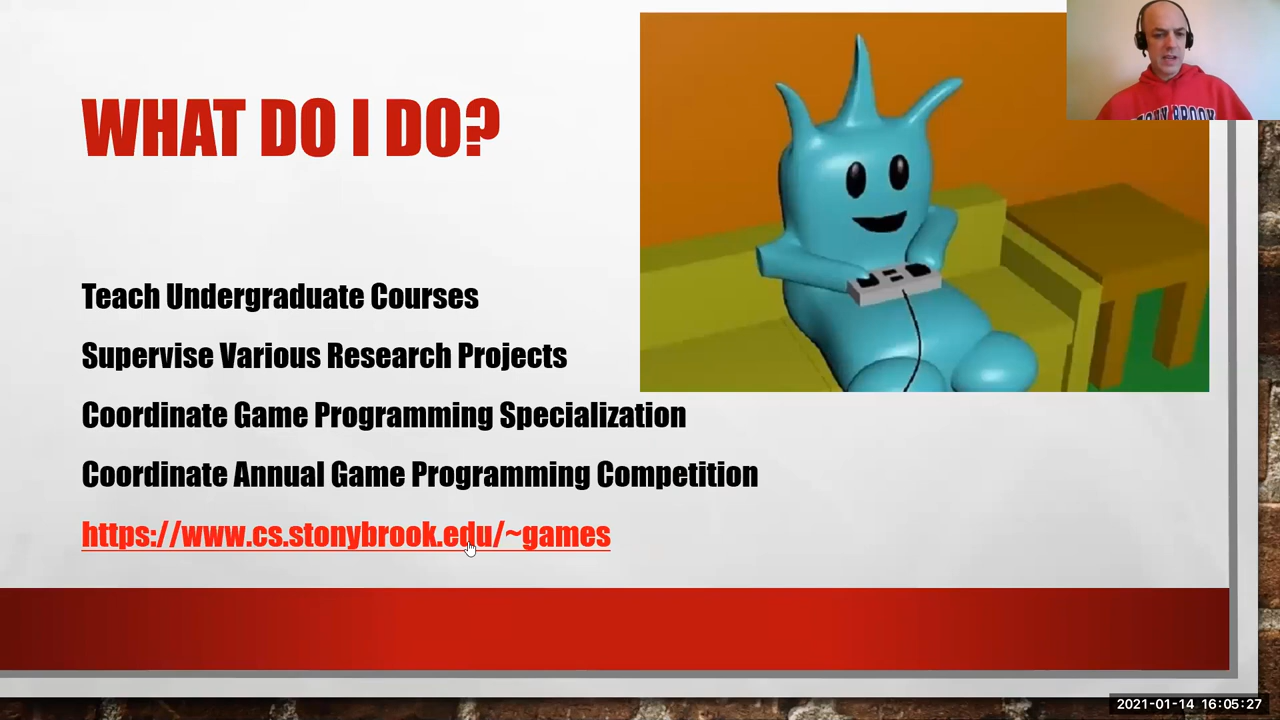 WHAT DO I DO?
Teach Undergraduate Courses
Supervise Various Research Projects
Coordinate Game Programming Specialization
Coordinate Annual Game Programming Competition
https://www.cs.stonybrook.edu/~games
BROOK
2021-01-14 16:05:27